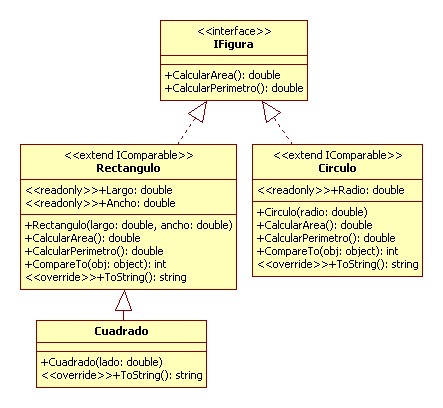 <<interface>>
IFigura
+CalcularArea(): double
+CalcularPerimetro(): double
<<extend IComparable>>
Rectangulo
<<readonly>>+Largo: double
<<readonly>>+Ancho: double
+Rectangulo(largo: double, ancho: double)
+CalcularArea(): double
+CalcularPerimetro(): double
+CompareTo(obj: object): int
<<override>>+ToString(): string
<<extend IComparable>>
Circulo
<<readonly>>+Radio: double
+Circulo(radio: double)
+CalcularArea(): double
+CalcularPerimetro(): double
+CompareTo(obj: object): int
<<override>>+ToString(): string
Cuadrado
+Cuadrado(lado: double)
<<override>>+ToString(): string